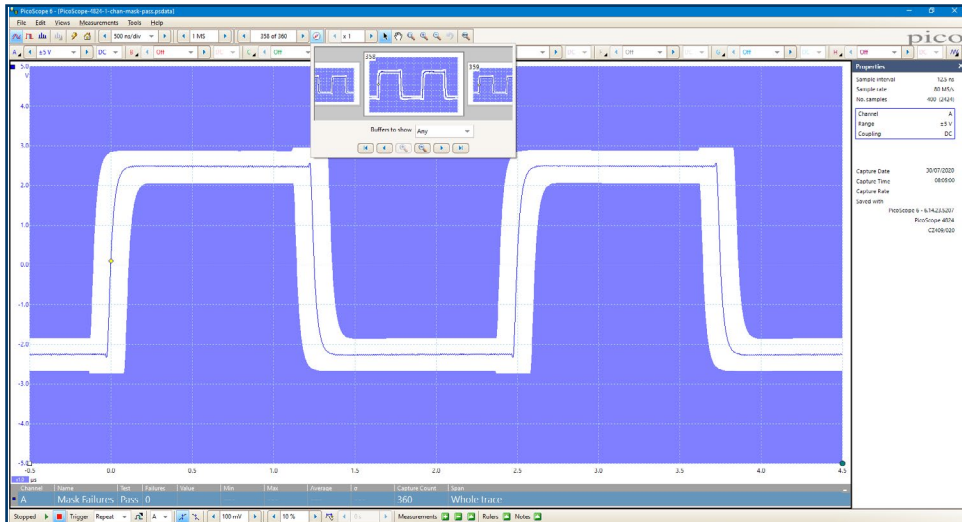 PicoScope 6 - [PicoScope-4824-1-chan-mask-pass.psdata]
File Edit Views Measurements Tools Help
500 ns/div 1 MS 358 of 360 x 1
pico
A ±5 V DC B Off C Off Off Off Off Off
358
359
Buffers to show Any
5.0
V
4.0
3.0
2.0
1.0
0.0
-1.0
-2.0
-3.0
-4.0
-5.0
-0.5 0.0 0.5 1.0 1.5 2.0 2.5 3.0 3.5 4.0 4.5
x1.0 µs
Properties
Sample interval 12.5 ns
Sample rate 80 MS/s
No. samples 400 (2424)
Channel A
Range ±5 V
Coupling DC
Capture Date 30/07/2020
Capture Time
Capture Rate
Saved with
PicoScope 6 - 6.14.23.5207
PicoScope 4824
Channel Name Test Failures Value Min Max Average σ Capture Count Span
A Mask Failures Pass 0 360 Whole trace
Stopped Trigger Repeat A 100 mV 50 % Measurements Rulers Notes